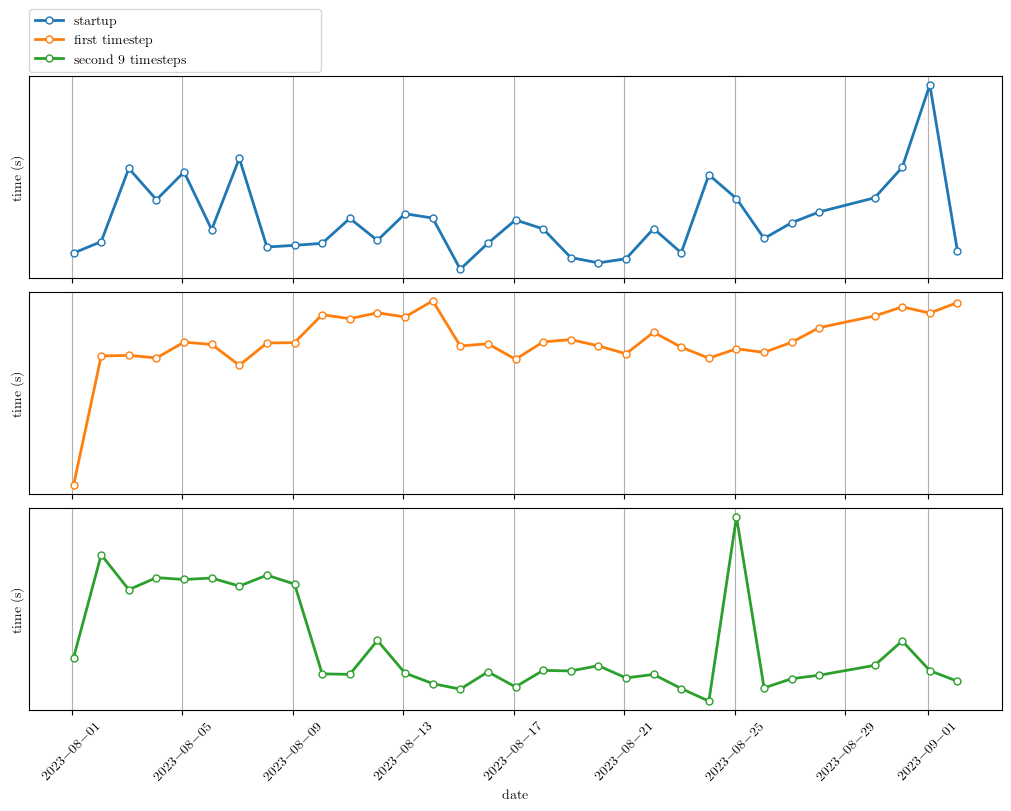 startup
first timestep
second 9 timesteps
time (s)
time (s)
time (s)
2023−08−01
2023−08−05
2023−08−09
2023−08−13
2023−08−17
2023−08−21
2023−08−25
2023−08−29
2023−09−01
date